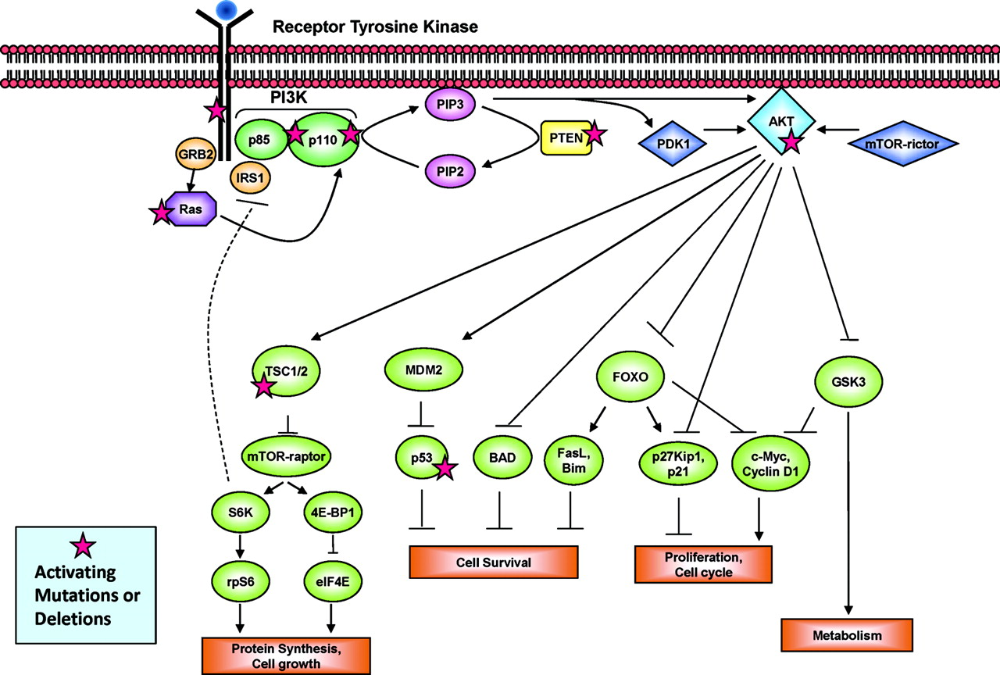 Receptor Tyrosine Kinase
PI3K
PIP3
AKT
p85
p110
PTEN
PDK1
mTOR-rictor
GRB2
IRS1
PIP2
Ras
TSC1/2
MDM2
FOXO
GSK3
mTOR-raptor
p53
BAD
FasL,
Bim
p27Kip1,
p21
c-Myc,
Cyclin D1
S6K
4E-BP1
rpS6
eIF4E
Cell Survival
Proliferation,
Cell cycle
Activating
Mutations or
Deletions
Metabolism
Protein Synthesis,
Cell growth